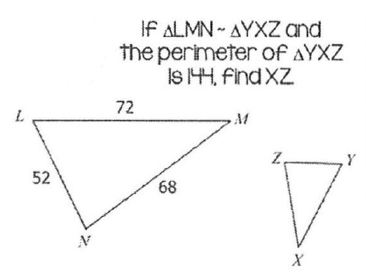 If ΔLMN ~ ΔYXZ and
the perimeter of ΔYXZ
is 144, find XZ.
72
L M
Z Y
52 68
N
X